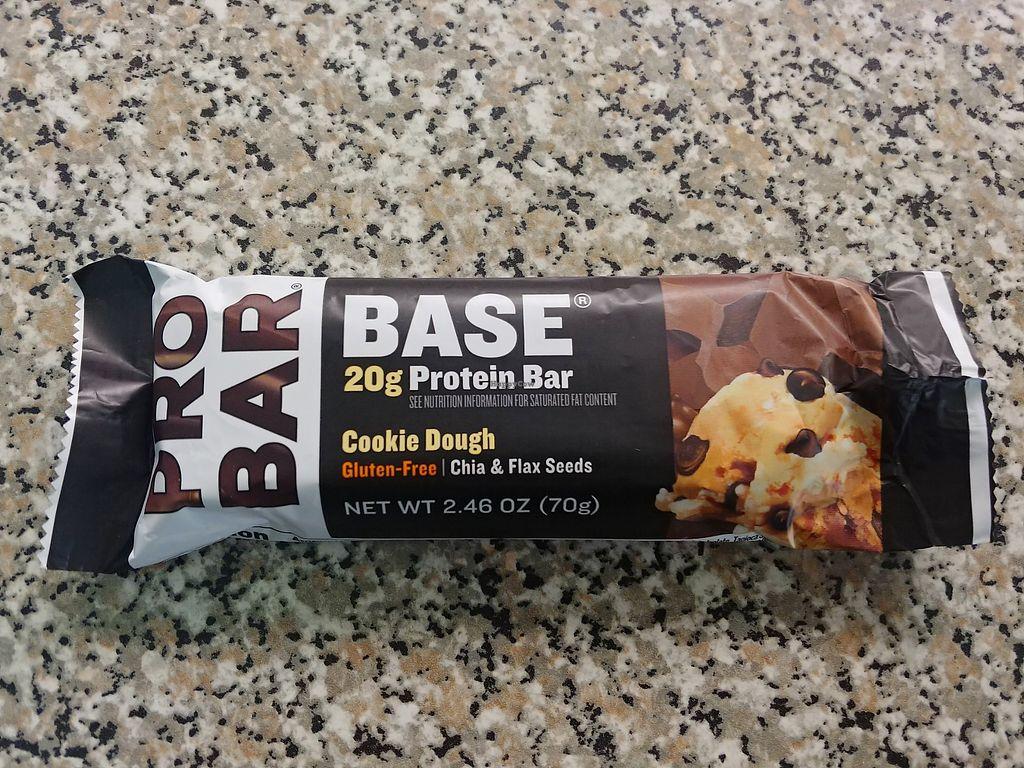 PRO
BAR®
BASE®
20g Protein Bar
SEE NUTRITION INFORMATION FOR SATURATED FAT CONTENT
Cookie Dough
Gluten-Free | Chia & Flax Seeds
NET WT 2.46 OZ (70g)